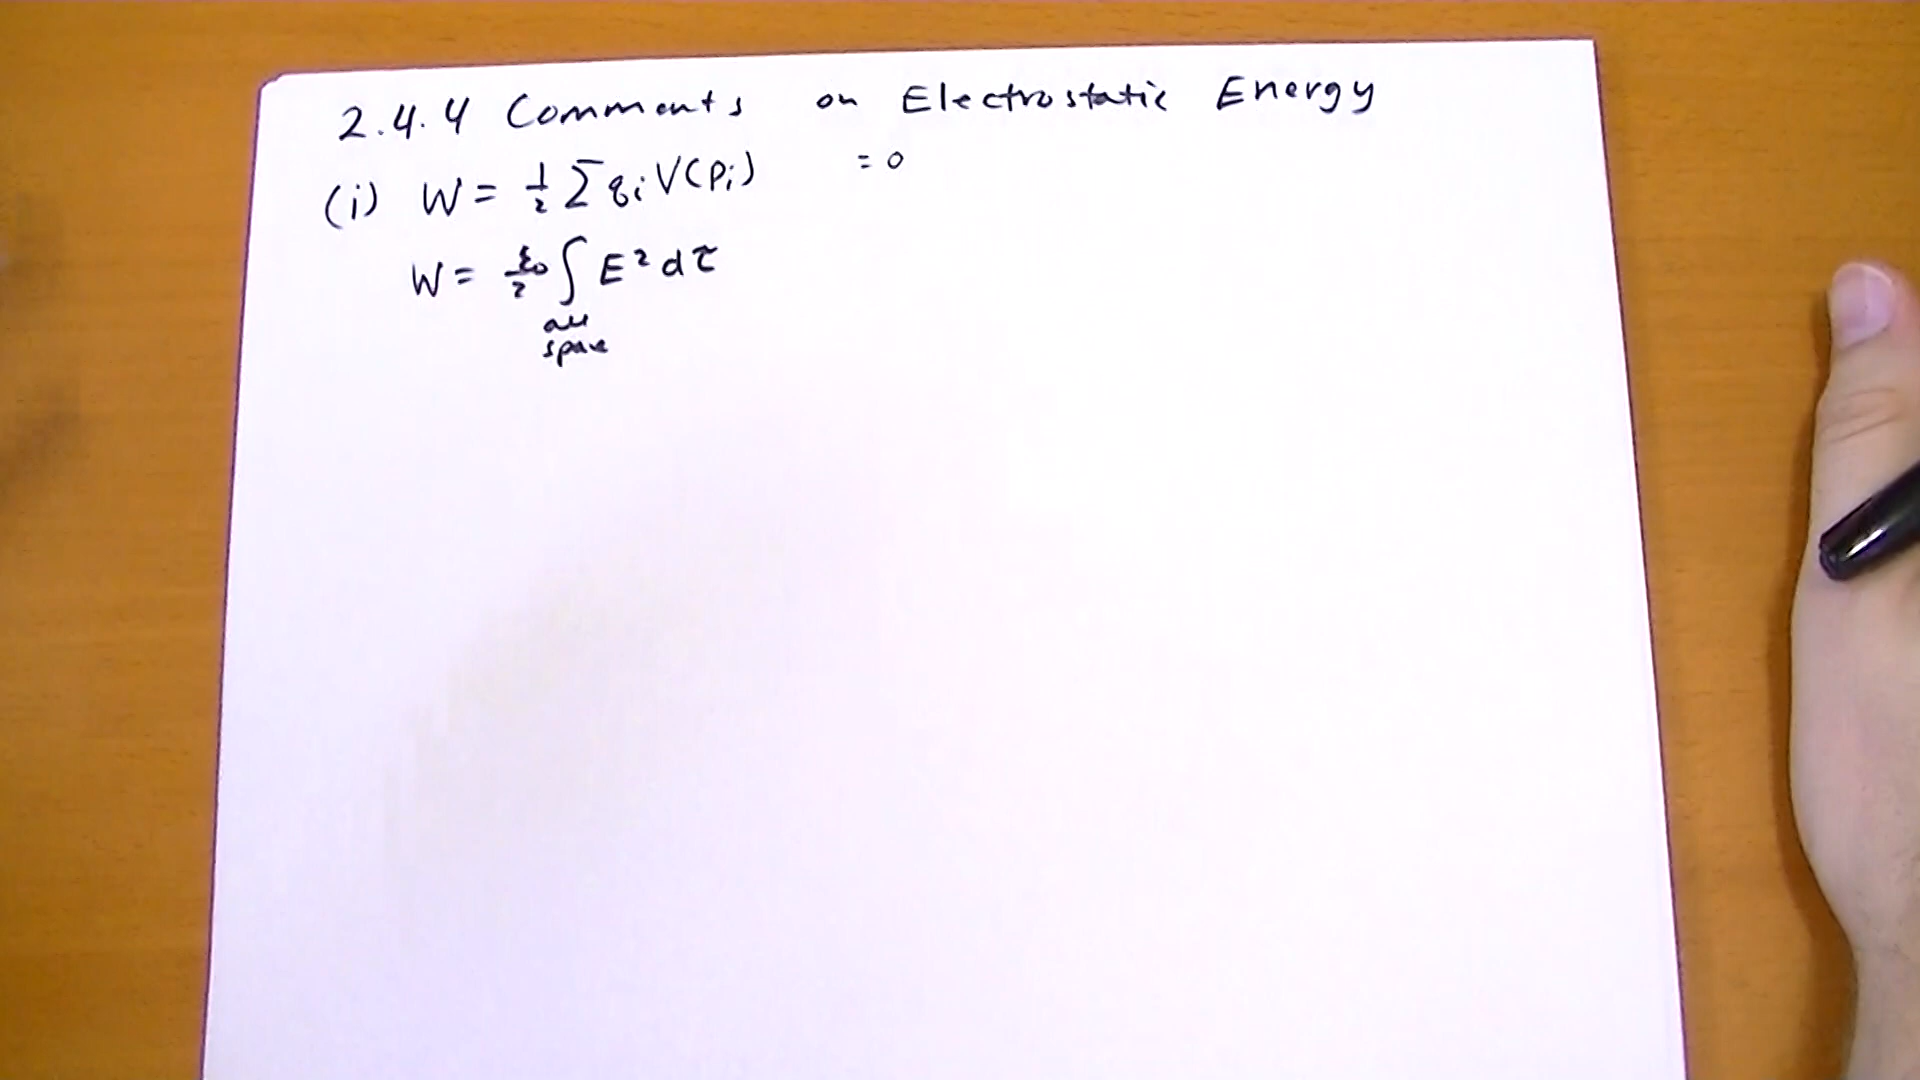 2.4.4 Comments on Electrostatic Energy
(i) W = 1/2 Σ qᵢ V(Pᵢ) = 0
W = ε₀/2 ∫ E² dτ
all
space